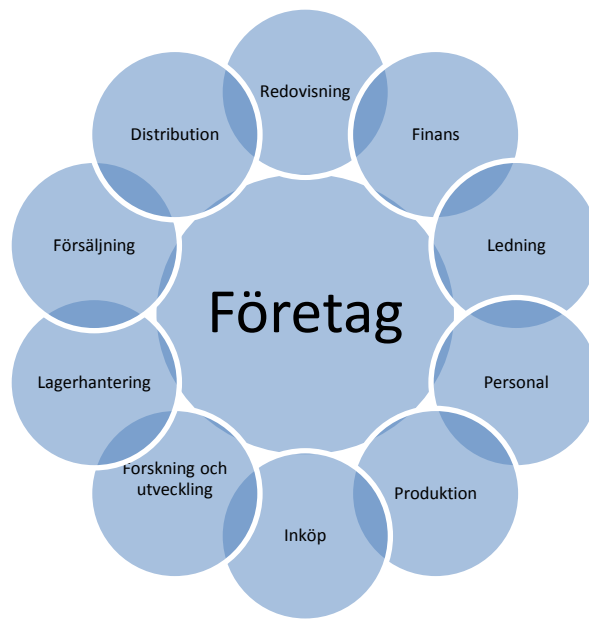 Redovisning
Finans
Ledning
Personal
Produktion
Inköp
Forskning och
utveckling
Lagerhantering
Försäljning
Distribution
Företag